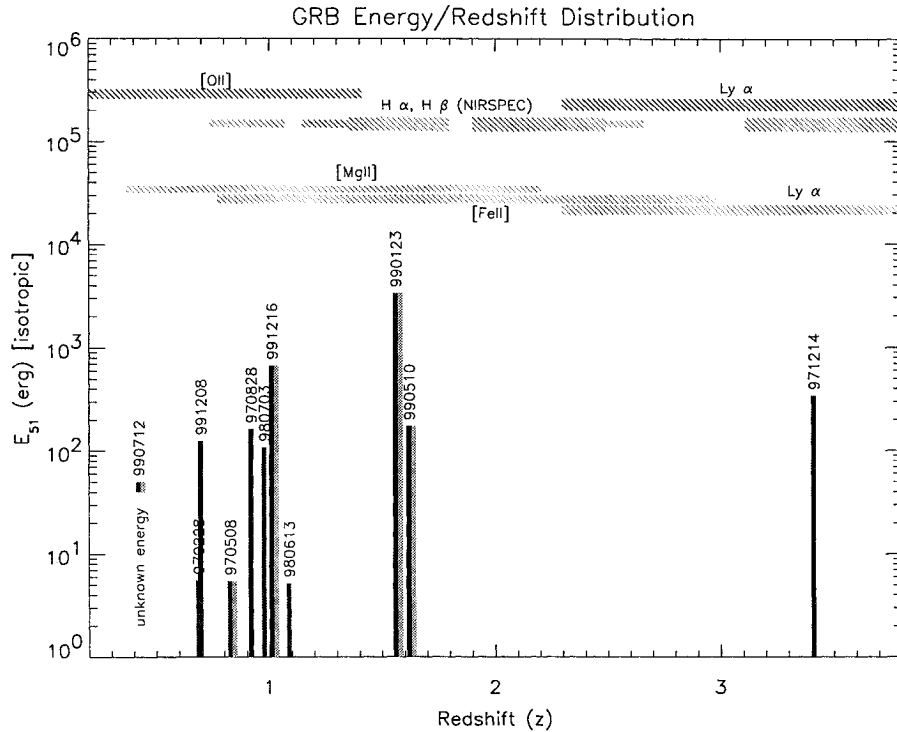 GRB Energy/Redshift Distribution
10^6
[OII]
Ly α
H α, H β (NIRSPEC)
10^5
[MgII]
Ly α
[FeII]
10^4
990123
10^3
991216
971214
990510
991208
970828
980703
10^2
990712
unknown energy
10^1
970228
970508
980613
10^0
E_51 (erg) [isotropic]
1
2
3
Redshift (z)